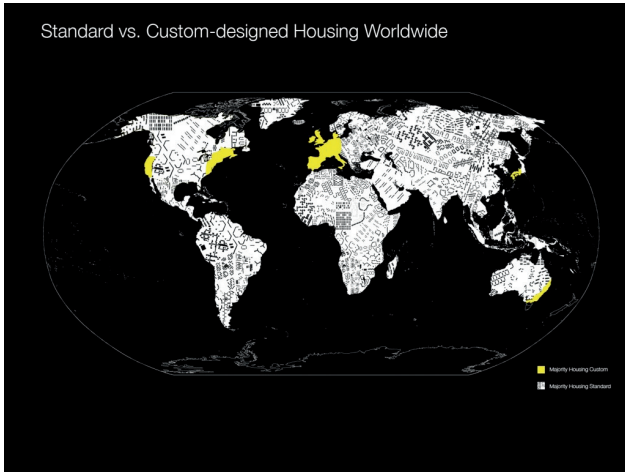 Standard vs. Custom-designed Housing Worldwide
Majority Housing Custom
Majority Housing Standard